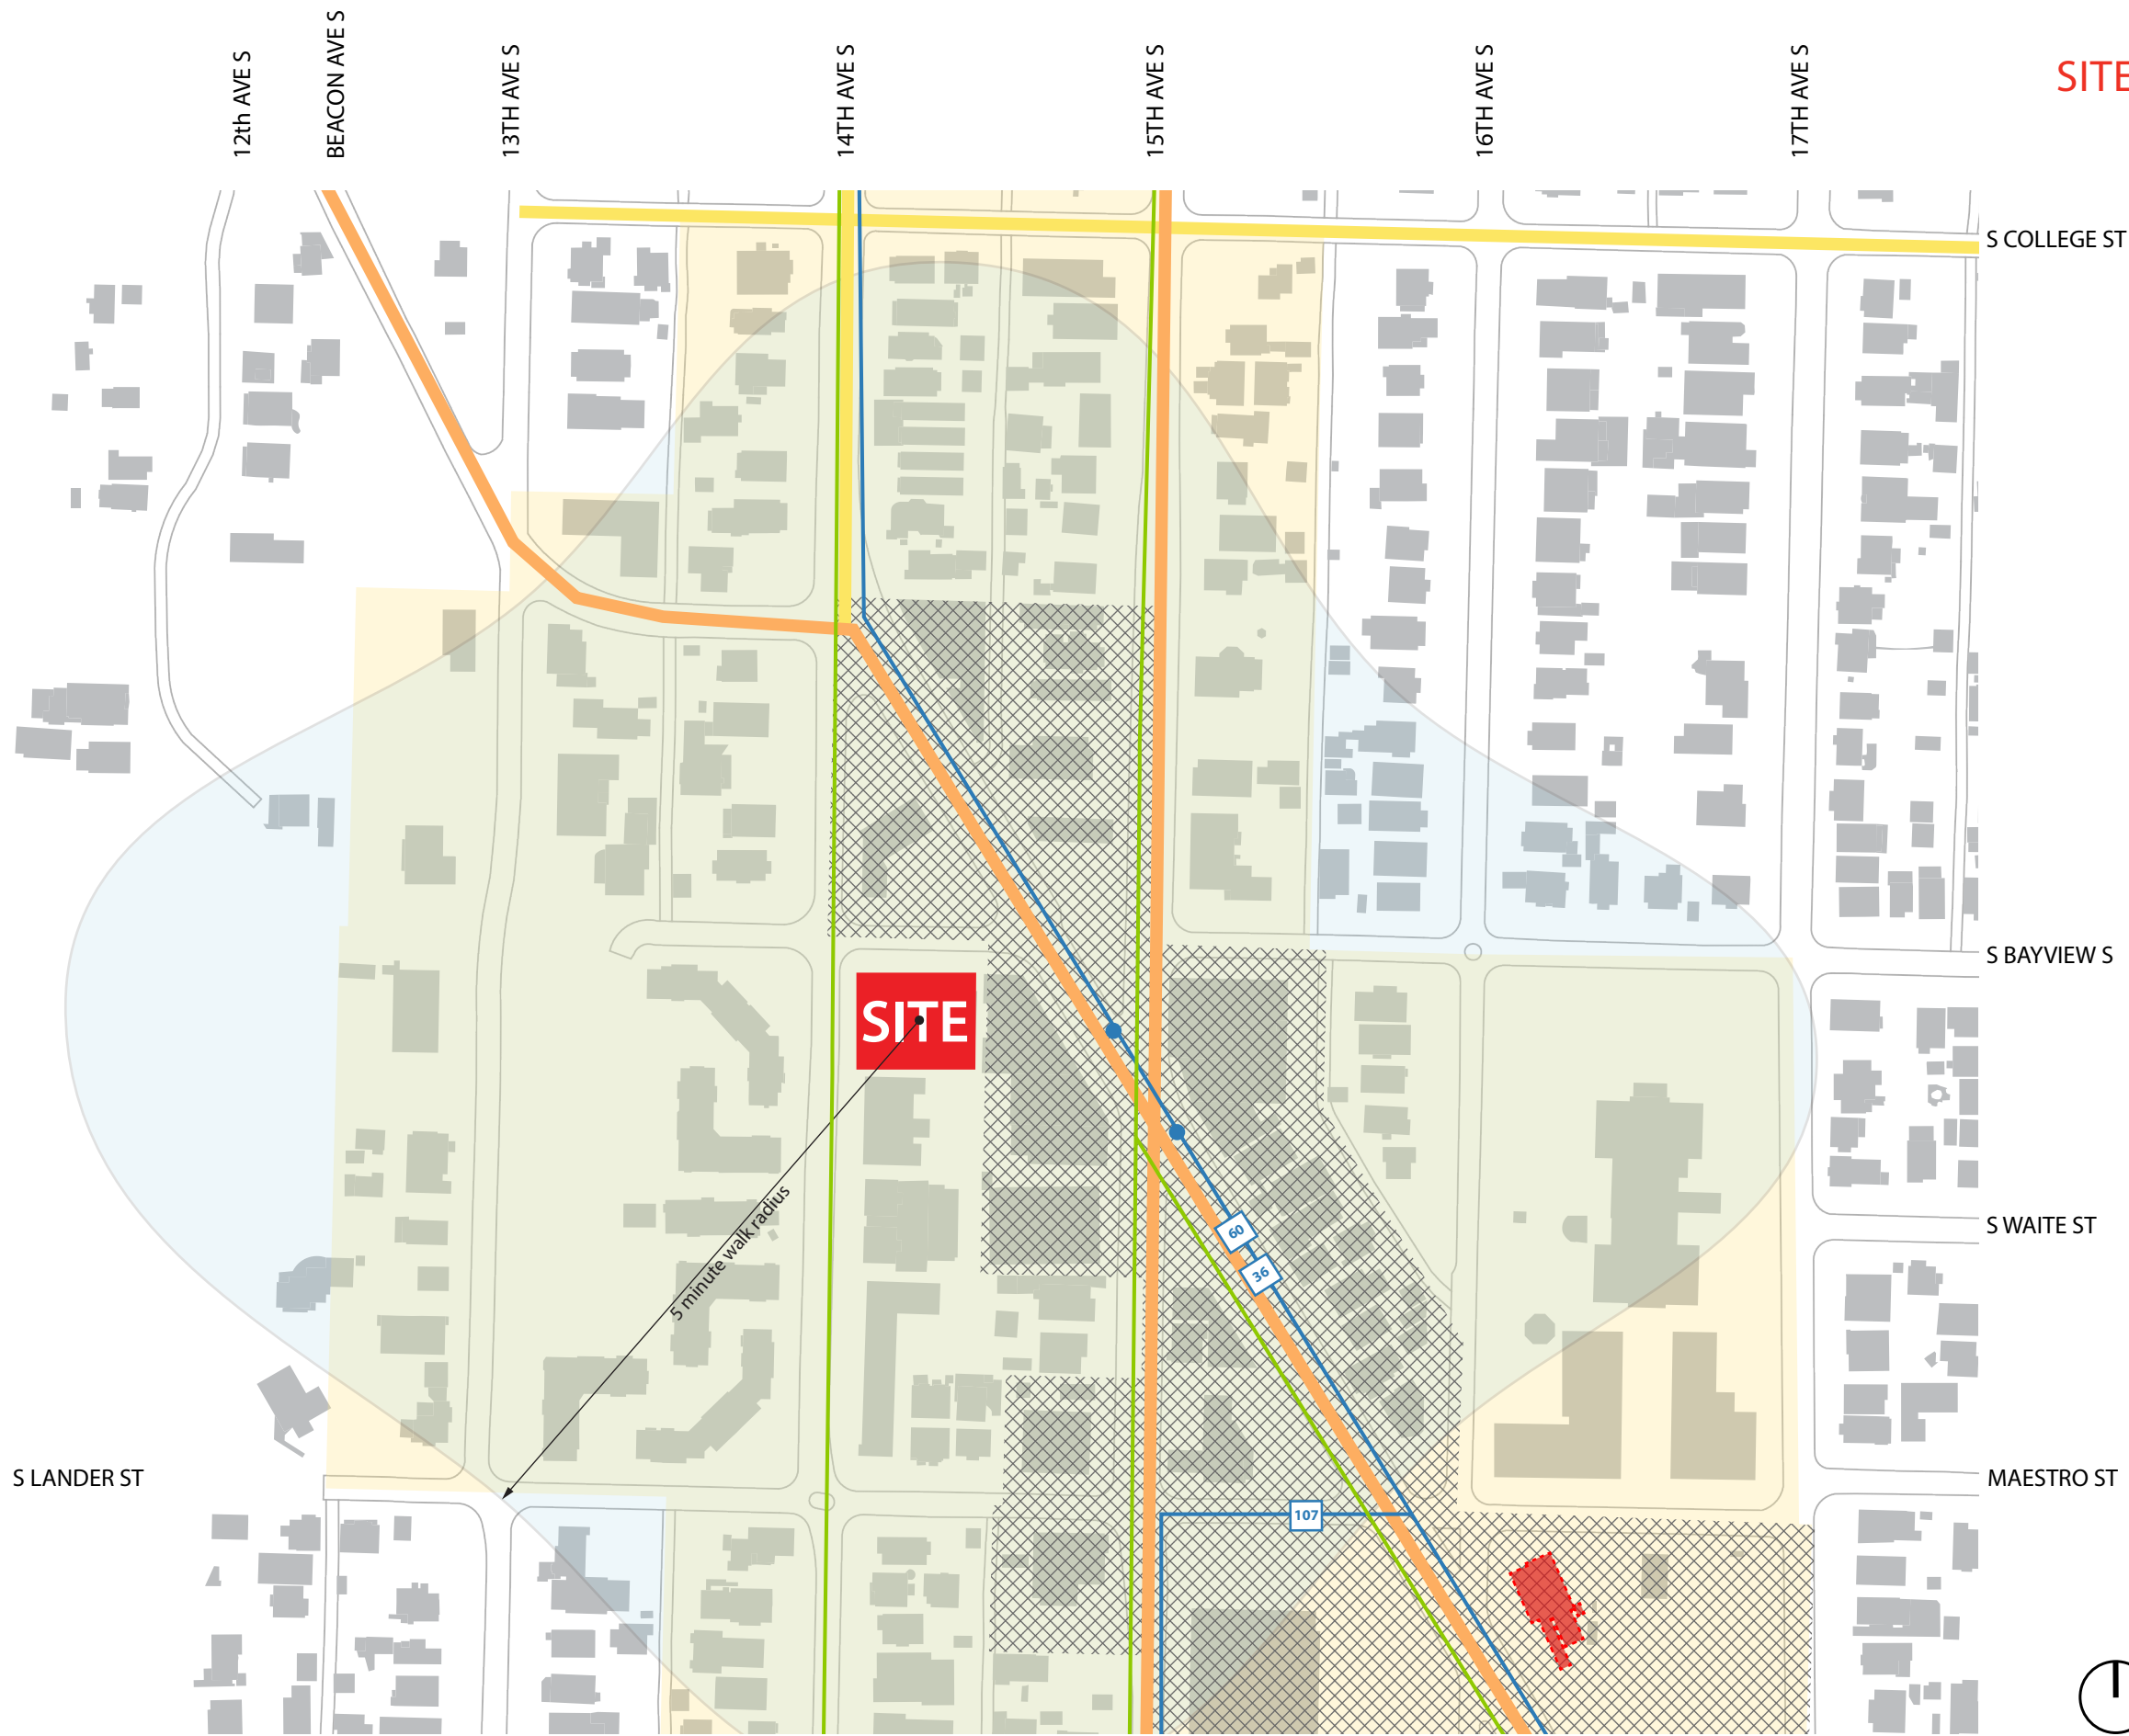 12th AVE S
BEACON AVE S
13TH AVE S
14TH AVE S
15TH AVE S
16TH AVE S
17TH AVE S
SITE
S COLLEGE ST
S BAYVIEW S
SITE
5 minute walk radius
S WAITE ST
60
36
S LANDER ST
MAESTRO ST
107